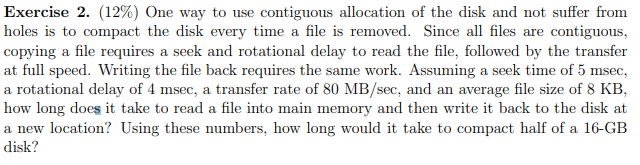 Exercise 2. (12%) One way to use contiguous allocation of the disk and not suffer from
holes is to compact the disk every time a file is removed. Since all files are contiguous,
copying a file requires a seek and rotational delay to read the file, followed by the transfer
at full speed. Writing the file back requires the same work. Assuming a seek time of 5 msec,
a rotational delay of 4 msec, a transfer rate of 80 MB/sec, and an average file size of 8 KB,
how long does it take to read a file into main memory and then write it back to the disk at
a new location? Using these numbers, how long would it take to compact half of a 16-GB
disk?